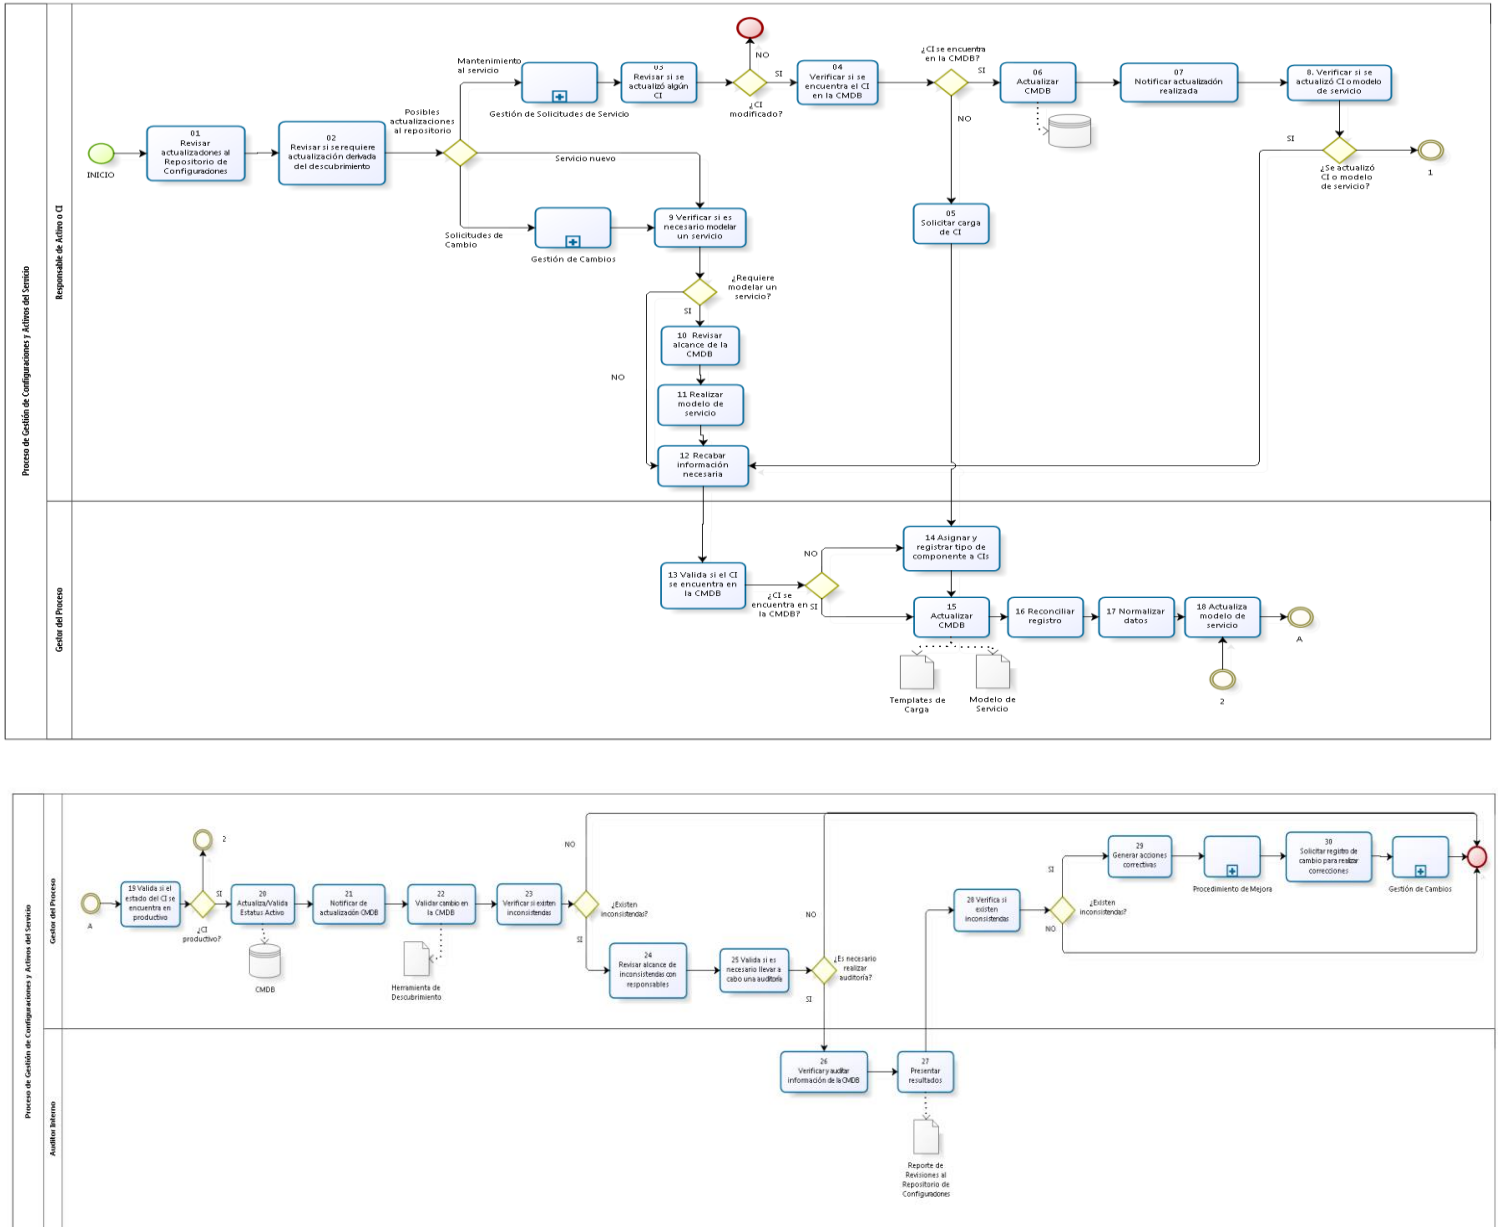 Proceso de Gestión de Configuraciones y Activos del Servicio
Responsable de Activo o CI
INICIO
01
Revisar
actualizaciones al
Repositorio de
Configuraciones
02
Revisar si se requiere
actualización derivada
del descubrimiento
Posibles
actualizaciones
al repositorio
Mantenimiento
al servicio
Gestión de Solicitudes de Servicio
03
Revisar si se
actualizó algún
CI
NO
SI
¿CI
modificado?
04
Verificar si se
encuentra el CI
en la CMDB
¿CI se encuentra
en la CMDB?
SI
NO
06
Actualizar
CMDB
07
Notificar actualización
realizada
8. Verificar si se
actualizó CI o modelo
de servicio
SI
¿Se actualizó
CI o modelo
de servicio?
1
Servicio nuevo
Solicitudes de
Cambio
Gestión de Cambios
9 Verificar si es
necesario modelar
un servicio
05
Solicitar carga
de CI
¿Requiere
modelar un
servicio?
SI
NO
10 Revisar
alcance de la
CMDB
11 Realizar
modelo de
servicio
12 Recabar
información
necesaria
Gestor del Proceso
13 Valida si el CI
se encuentra en
la CMDB
NO
¿CI se
encuentra en
la CMDB?
SI
14 Asignar y
registrar tipo de
componente a CIs
15
Actualizar
CMDB
16 Reconciliar
registro
17 Normalizar
datos
18 Actualiza
modelo de
servicio
A
2
Templates de
Carga
Modelo de
Servicio
Proceso de Gestión de Configuraciones y Activos del Servicio
Gestor del Proceso
A
19 Valida si el
estado del CI se
encuentra en
productivo
2
SI
¿CI
productivo?
20
Actualiza/Valida
Estatus Activo
CMDB
21
Notificar de
actualización CMDB
22
Validar cambio en
la CMDB
Herramienta de
Descubrimiento
23
Verificar si existen
inconsistendas
NO
¿Existen
inconsistendas?
SI
24
Revisar alcance de
inconsistendas con
responsables
25 Valida si es
necesario llevar a
cabo una auditoría
NO
¿Es necesario
realizar
auditoría?
SI
28 Verifica si
existen
inconsistendas
SI
¿Existen
inconsistendas?
NO
29
Generar acciones
correctivas
Procedimiento de Mejora
30
Solicitar registro de
cambio para realizar
correcciones
Gestión de Cambios
Auditor Interno
26
Verificar y auditar
información de la CMDB
27
Presentar
resultados
Reporte de
Revisiones al
Repositorio de
Configuradones